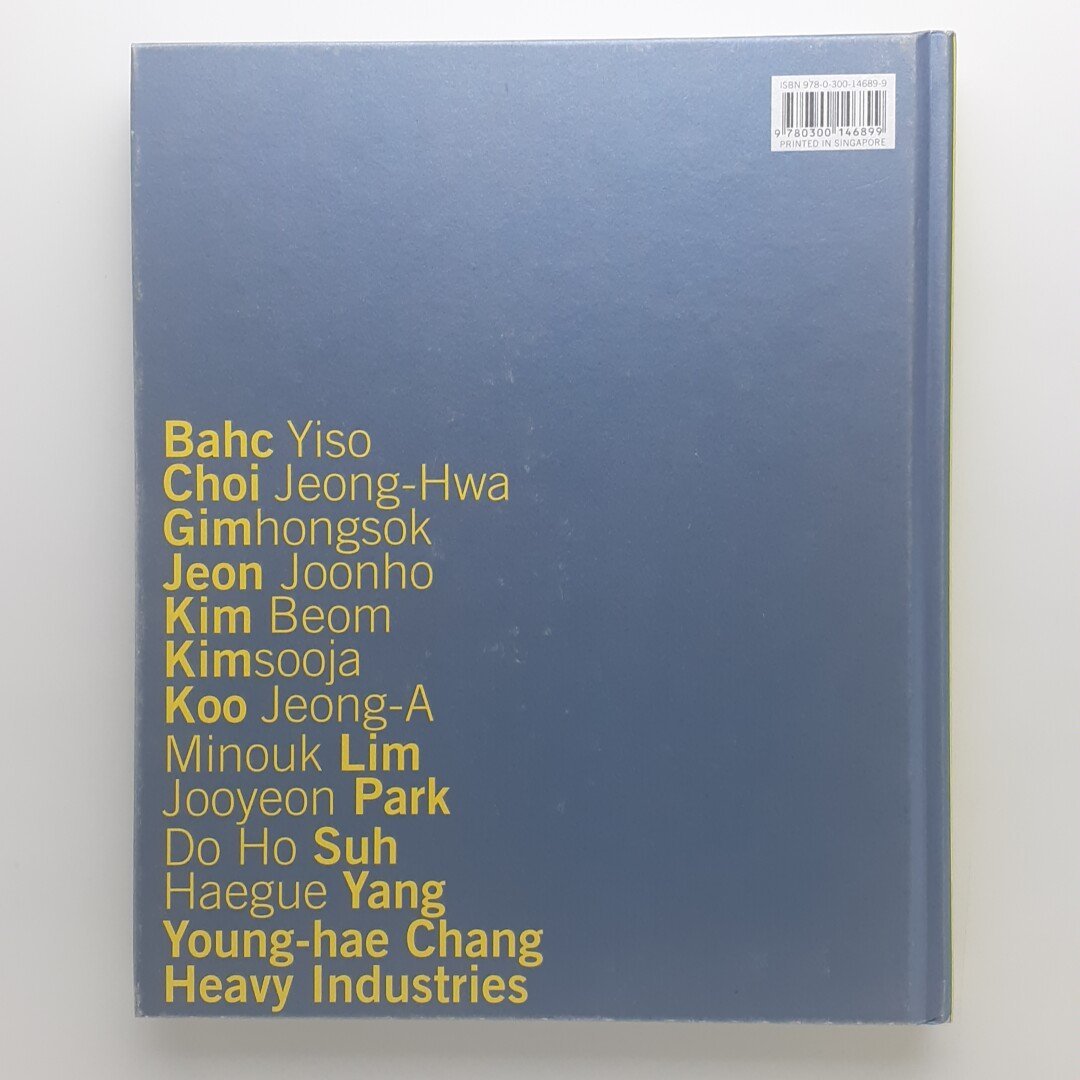 ISBN 978-0-300-14689-9
9 780300 146899
PRINTED IN SINGAPORE
Bahc Yiso
Choi Jeong-Hwa
Gimhongsok
Jeon Joonho
Kim Beom
Kimsooja
Koo Jeong-A
Minouk Lim
Jooyeon Park
Do Ho Suh
Haegue Yang
Young-hae Chang
Heavy Industries